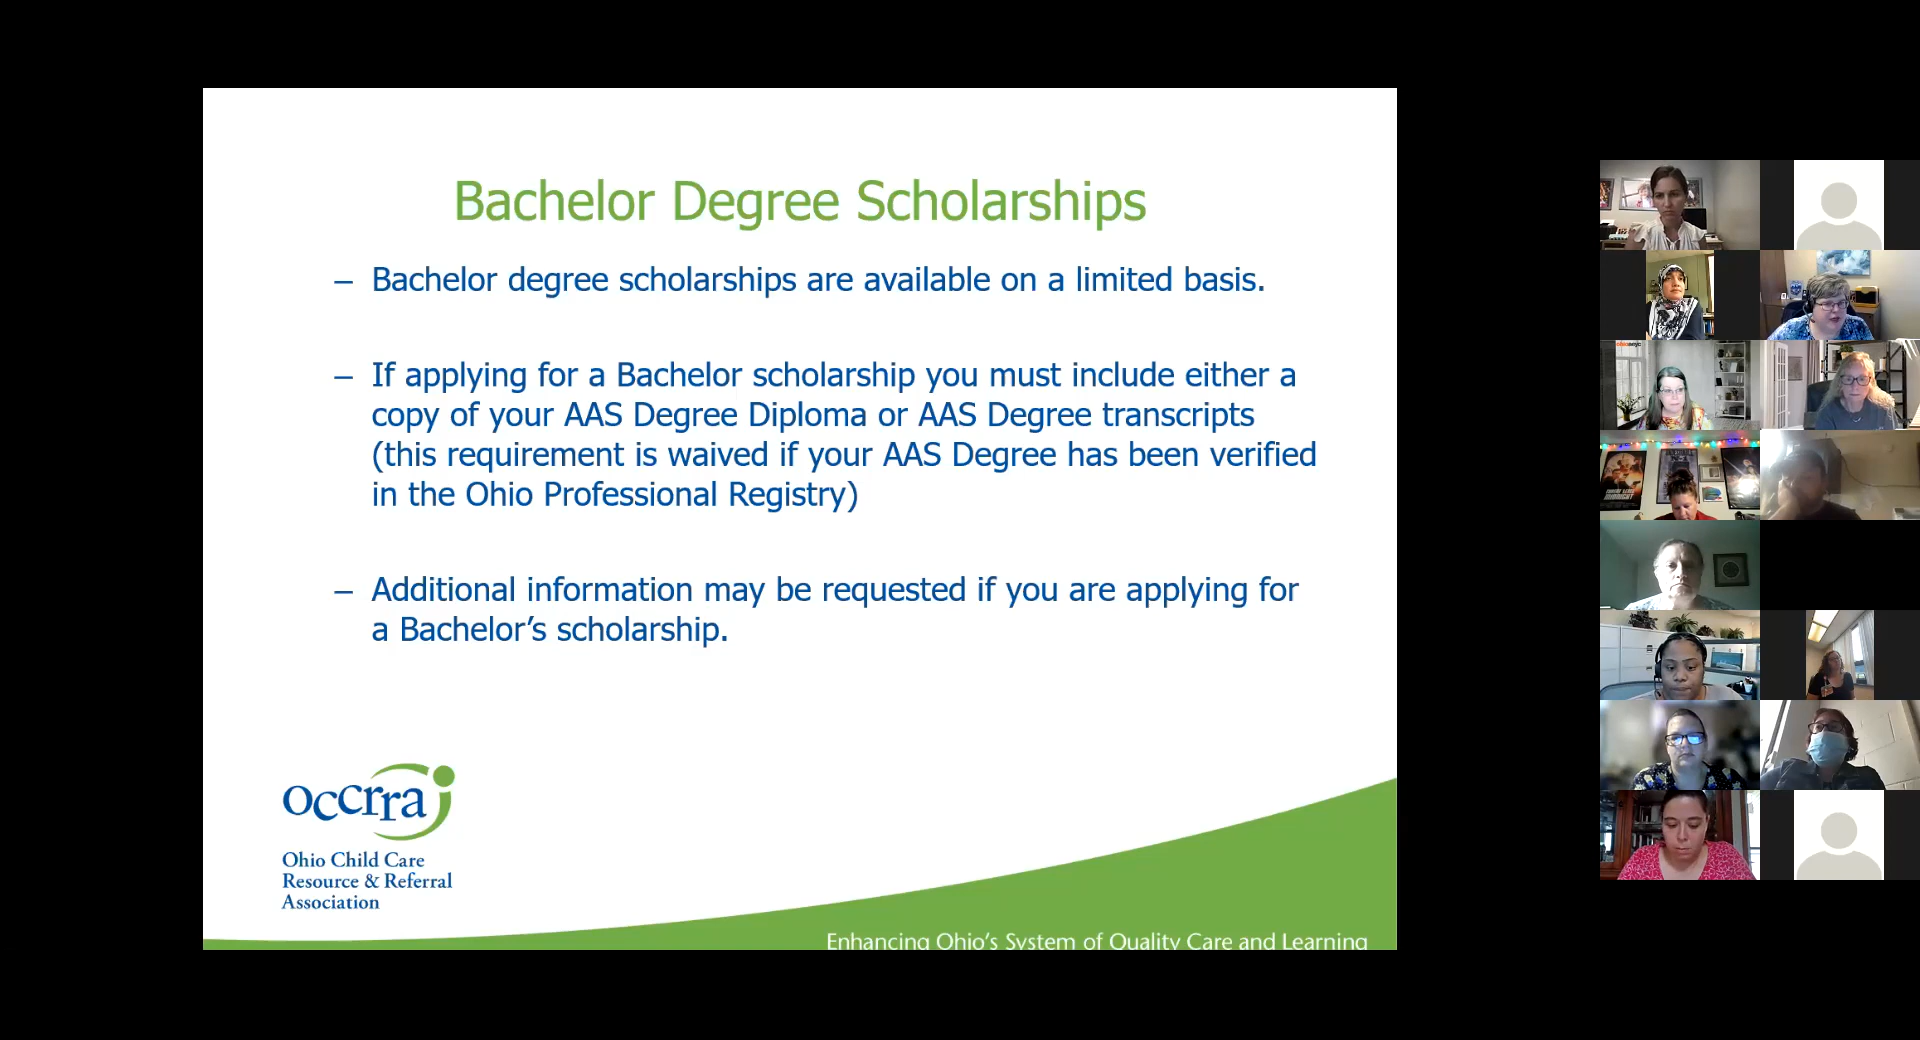 Bachelor Degree Scholarships
– Bachelor degree scholarships are available on a limited basis.
– If applying for a Bachelor scholarship you must include either a
copy of your AAS Degree Diploma or AAS Degree transcripts
(this requirement is waived if your AAS Degree has been verified
in the Ohio Professional Registry)
– Additional information may be requested if you are applying for
a Bachelor’s scholarship.
occrra
Ohio Child Care
Resource & Referral
Association
Enhancing Ohio’s System of Quality Care and Learning